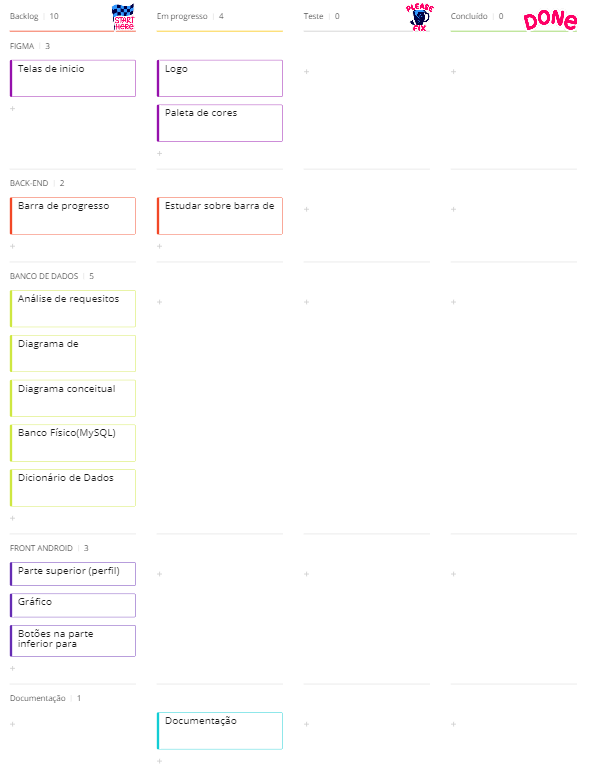 Backlog | 10
START HERE
Em progresso | 4
Teste | 0
PLEASE FIX
Concluído | 0
DONE
FIGMA | 3
Telas de inicio
Logo
Paleta de cores
BACK-END | 2
Barra de progresso
Estudar sobre barra de
BANCO DE DADOS | 5
Análise de requesitos
Diagrama de
Diagrama conceitual
Banco Físico(MySQL)
Dicionário de Dados
FRONT ANDROID | 3
Parte superior (perfil)
Gráfico
Botões na parte
inferior para
Documentação | 1
Documentação